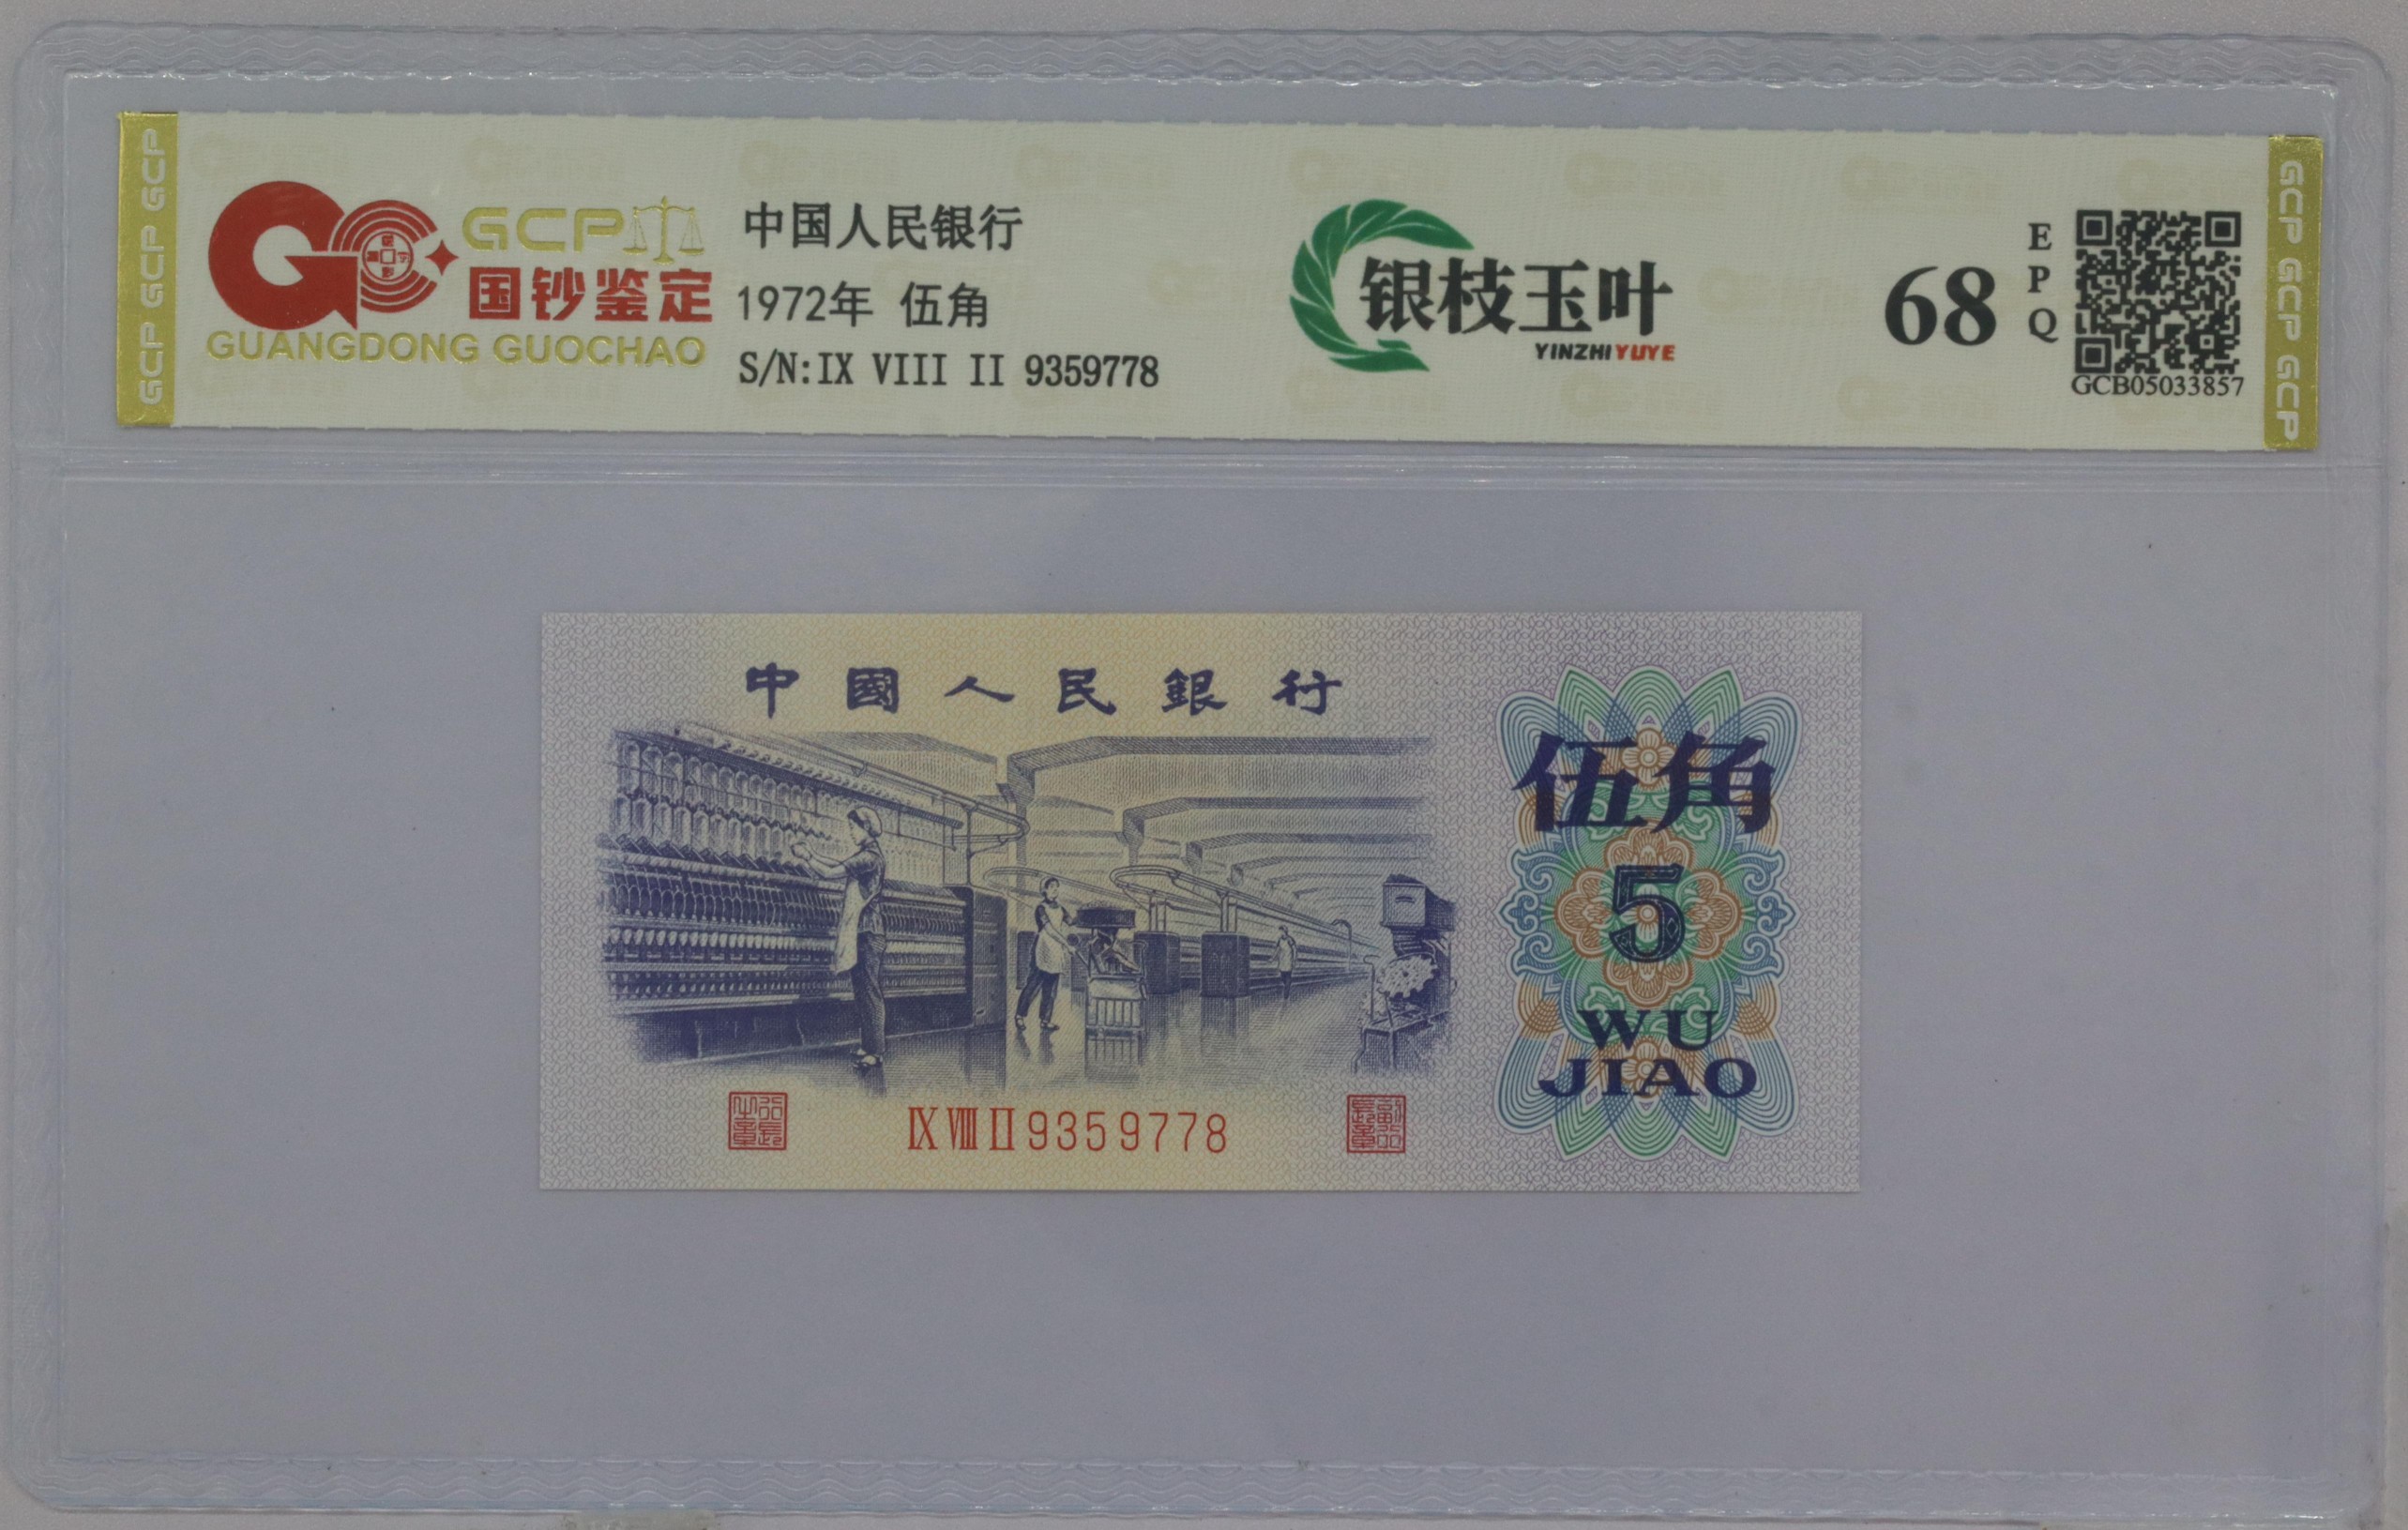 GCP GCP GCP
GCP
国钞鉴定
GUANGDONG GUOCHAO
中国人民银行
1972年 伍角
S/N:IX VIII II 9359778
银枝玉叶
YINZHIYUYE
68
EPQ
GCB05033857
GCP GCP GCP
中國人民銀行
伍角
5
WU
JIAO
IX VIII II 9359778